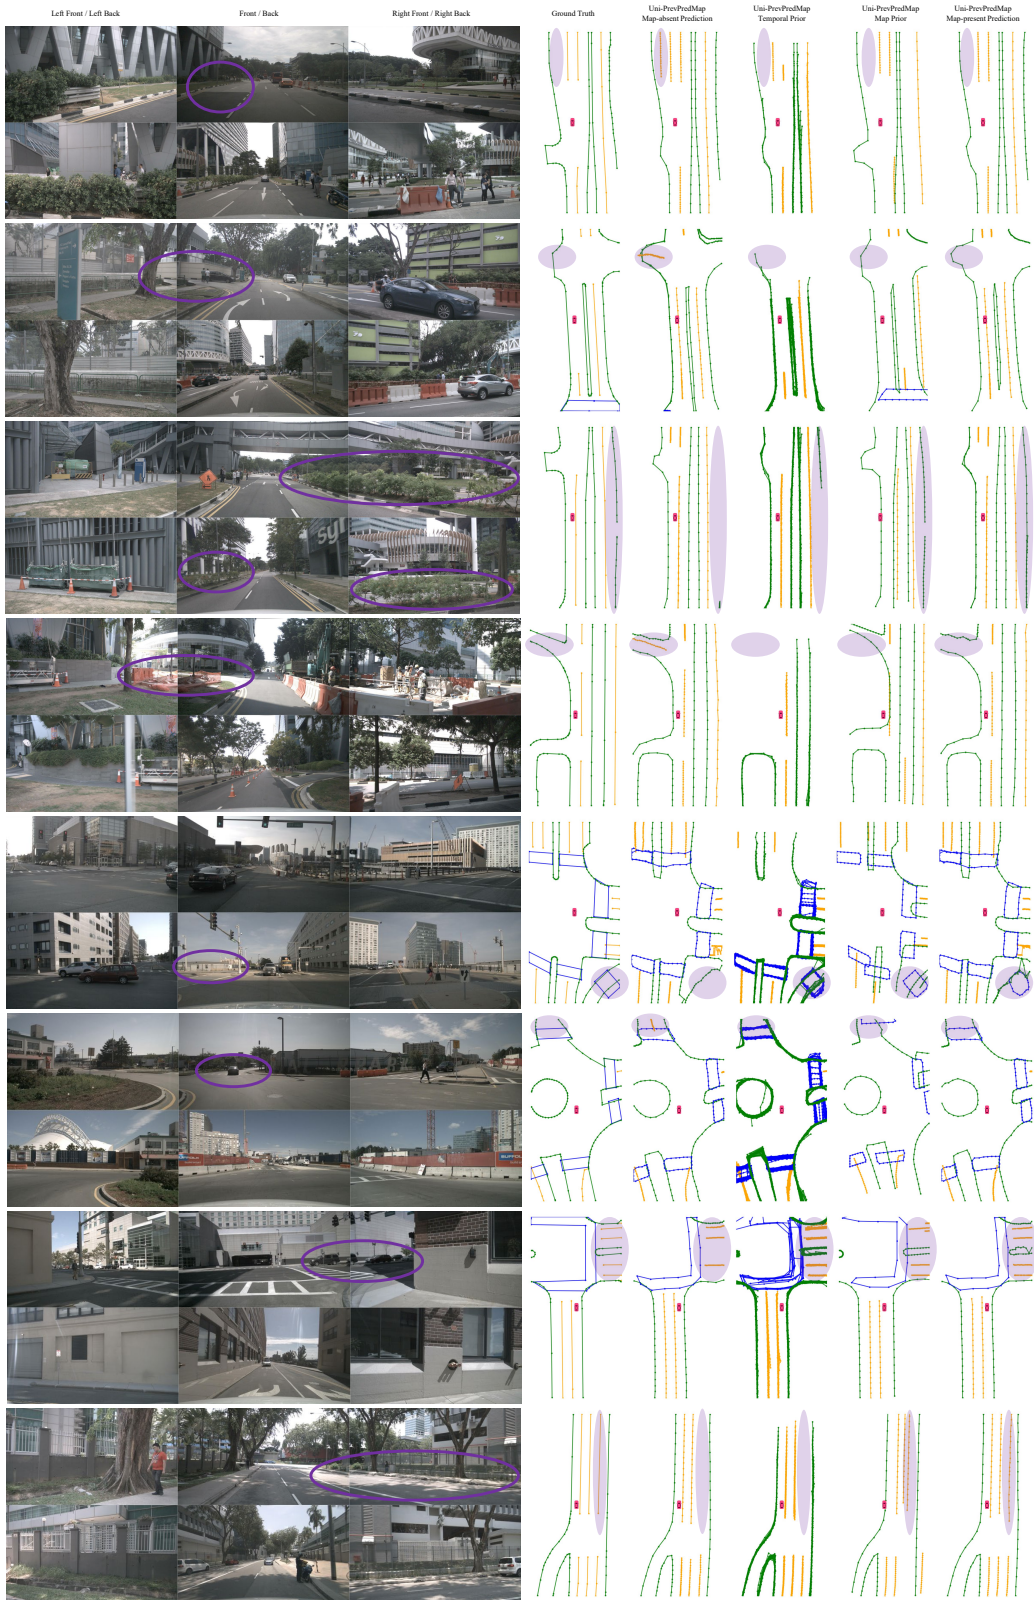 Left Front / Left Back
Front / Back
Right Front / Right Back
Ground Truth
Uni-PrevPredMap
Map-absent Prediction
Uni-PrevPredMap
Temporal Prior
Uni-PrevPredMap
Map Prior
Uni-PrevPredMap
Map-present Prediction